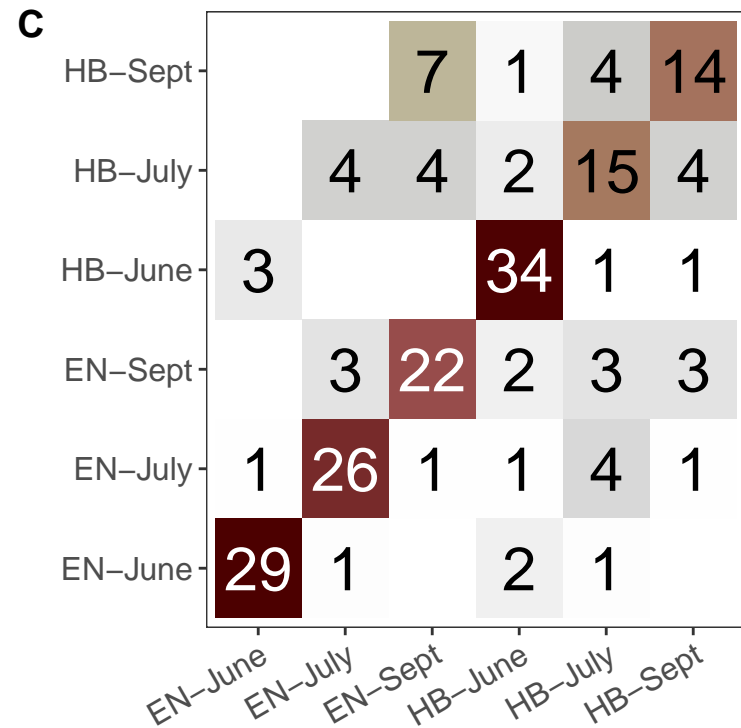 C
HB−Sept 7 1 4 14
HB−July 4 4 2 15 4
HB−June 3 34 1 1
EN−Sept 3 22 2 3 3
EN−July 1 26 1 1 4 1
EN−June 29 1 2 1
EN−June EN−July EN−Sept HB−June HB−July HB−Sept